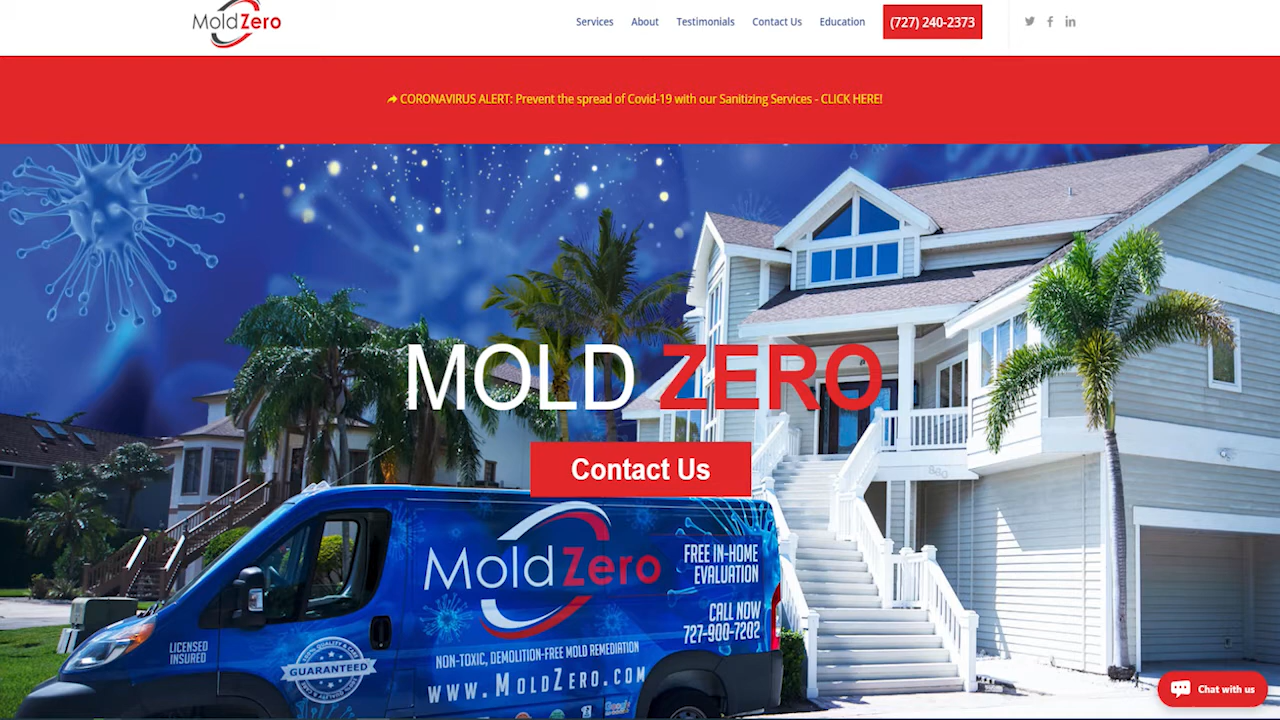 MoldZero
Services
About
Testimonials
Contact Us
Education
(727) 240-2373
CORONAVIRUS ALERT: Prevent the spread of Covid-19 with our Sanitizing Services - CLICK HERE!
MOLD ZERO
Contact Us
MoldZero
FREE IN-HOME
EVALUATION
CALL NOW
727-900-7202
LICENSED
INSURED
GUARANTEED
NON-TOXIC, DEMOLITION-FREE MOLD REMEDIATION
www.MoldZero.com
880
Chat with us